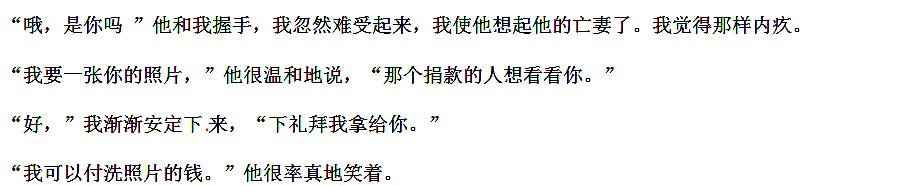 “哦，是你吗 ”他和我握手，我忽然难受起来，我使他想起他的亡妻了。我觉得那样内疚。
“我要一张你的照片，”他很温和地说，“那个捐款的人想看看你。”
“好，”我渐渐安定下.来，“下礼拜我拿给你。”
“我可以付洗照片的钱。”他很率真地笑着。